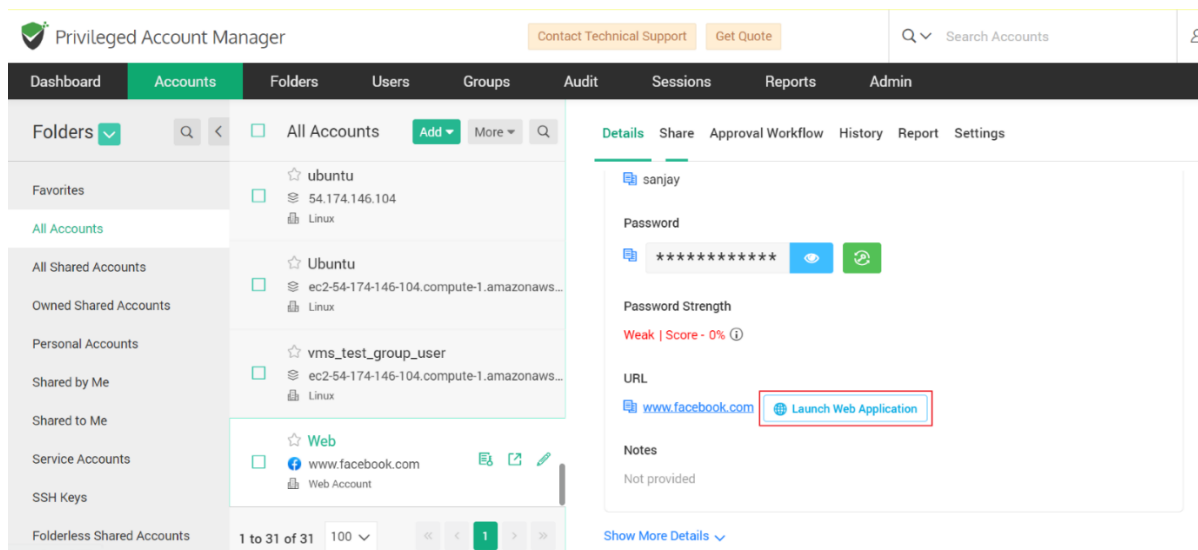 Privileged Account Manager
Contact Technical Support
Get Quote
Search Accounts
Dashboard
Accounts
Folders
Users
Groups
Audit
Sessions
Reports
Admin
Folders
Favorites
All Accounts
All Shared Accounts
Owned Shared Accounts
Personal Accounts
Shared by Me
Shared to Me
Service Accounts
SSH Keys
Folderless Shared Accounts
All Accounts
Add
More
ubuntu
54.174.146.104
Linux
Ubuntu
ec2-54-174-146-104.compute-1.amazonaws...
Linux
vms_test_group_user
ec2-54-174-146-104.compute-1.amazonaws...
Linux
Web
www.facebook.com
Web Account
1 to 31 of 31
100
« < 1 > »
Details
Share
Approval Workflow
History
Report
Settings
sanjay
Password
************
Password Strength
Weak | Score - 0%
URL
www.facebook.com
Launch Web Application
Notes
Not provided
Show More Details